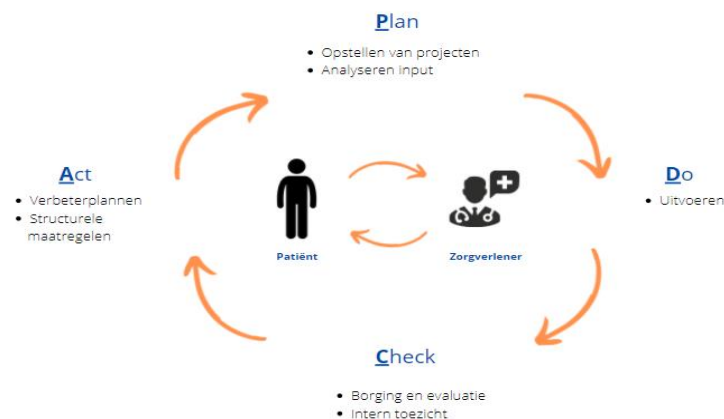 Plan
• Opstellen van projecten
• Analyseren input
Act
• Verbeterplannen
• Structurele
maatregelen
Do
• Uitvoeren
Patiënt
Zorgverlener
Check
• Borging en evaluatie
• Intern toezicht